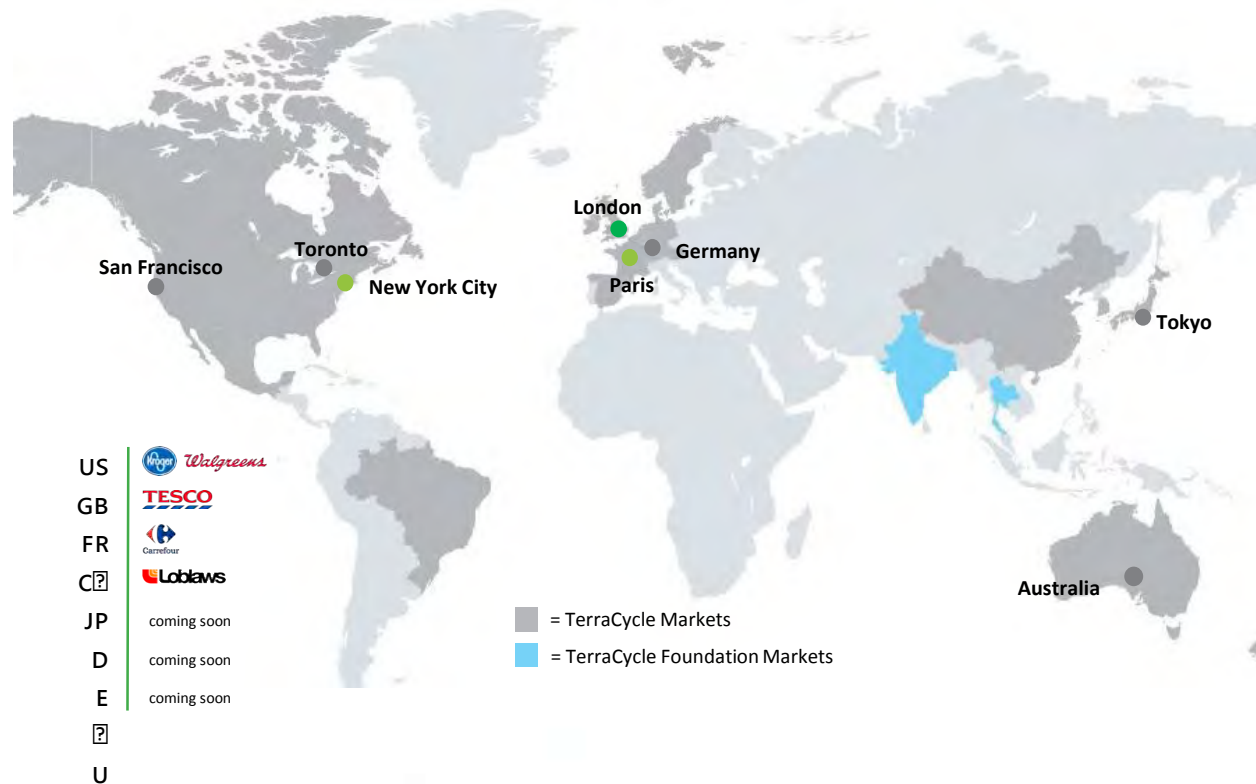 London
Toronto
San Francisco
Germany
New York City
Paris
Tokyo
US Kroger Walgreens
GB TESCO
FR Carrefour
C Loblaws
Australia
JP coming soon
D coming soon
E coming soon
U
= TerraCycle Markets
= TerraCycle Foundation Markets